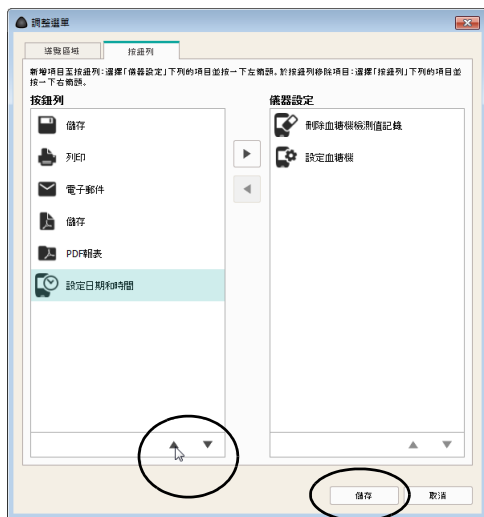 調整選單
導覽區域
按鈕列
新增項目至按鈕列：選擇「儀器設定」下列的項目並按一下左箭頭。於按鈕列移除項目：選擇「按鈕列」下列的項目並
按一下右箭頭。
按鈕列
儲存
列印
電子郵件
儲存
PDF報表
設定日期和時間
儀器設定
刪除血糖機檢測值記錄
設定血糖機
儲存
取消